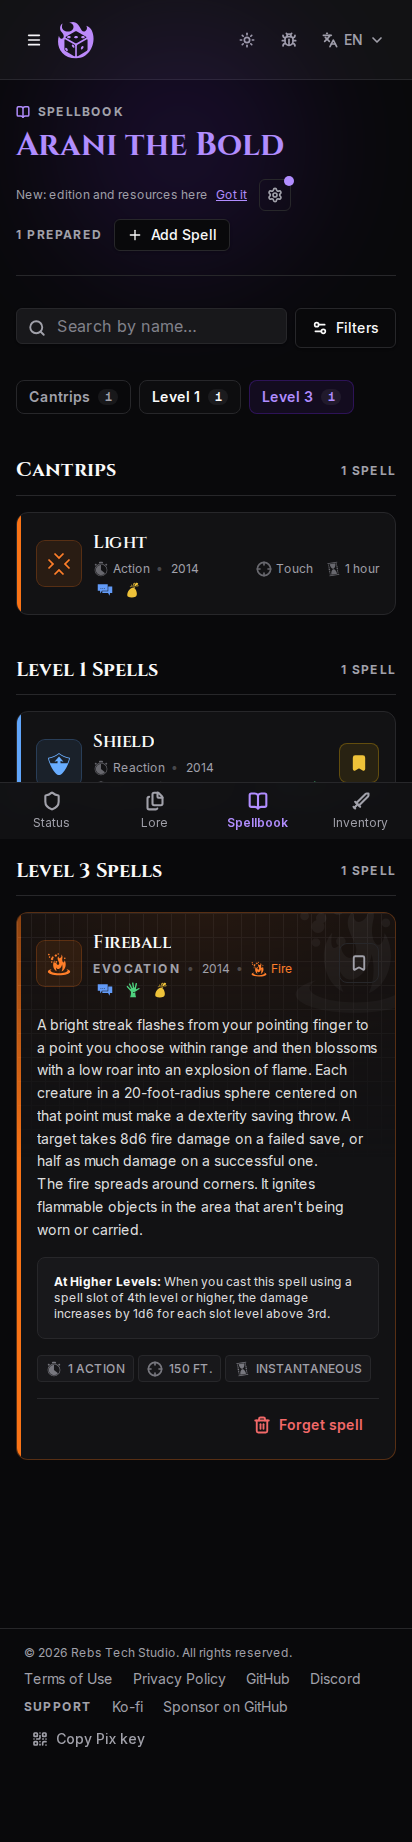 EN
SPELLBOOK
Arani the Bold
New: edition and resources here Got it
1 PREPARED
Add Spell
Search by name...
Filters
Cantrips 1
Level 1 1
Level 3 1
Cantrips
1 SPELL
Light
Action • 2014
Touch
1 hour
Level 1 Spells
1 SPELL
Shield
Reaction • 2014
Status
Lore
Spellbook
Inventory
Level 3 Spells
1 SPELL
Fireball
EVOCATION • 2014 • Fire
A bright streak flashes from your pointing finger to
a point you choose within range and then blossoms
with a low roar into an explosion of flame. Each
creature in a 20-foot-radius sphere centered on
that point must make a dexterity saving throw. A
target takes 8d6 fire damage on a failed save, or
half as much damage on a successful one.
The fire spreads around corners. It ignites
flammable objects in the area that aren't being
worn or carried.
At Higher Levels: When you cast this spell using a
spell slot of 4th level or higher, the damage
increases by 1d6 for each slot level above 3rd.
1 ACTION
150 FT.
INSTANTANEOUS
Forget spell
© 2026 Rebs Tech Studio. All rights reserved.
Terms of Use
Privacy Policy
GitHub
Discord
SUPPORT
Ko-fi
Sponsor on GitHub
Copy Pix key